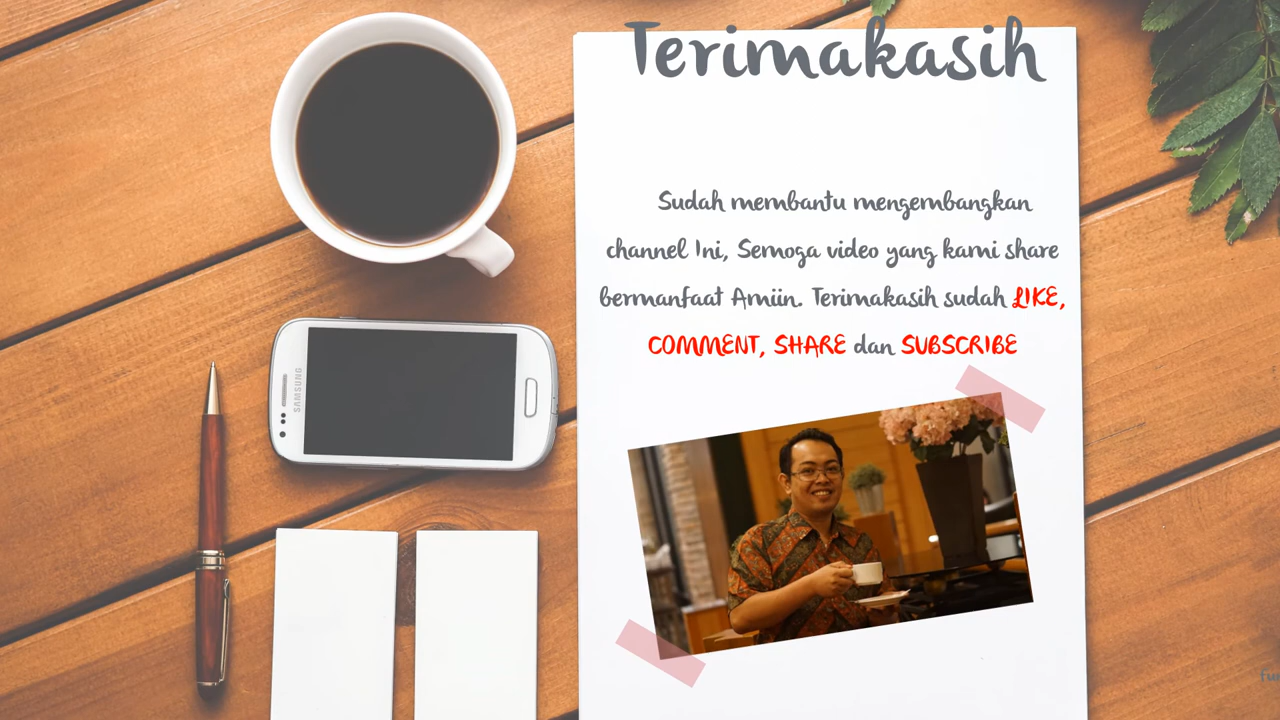 Terimakasih
Sudah membantu mengembangkan
channel Ini, Semoga video yang kami share
bermanfaat Amiin. Terimakasih sudah LIKE,
COMMENT, SHARE dan SUBSCRIBE
SAMSUNG